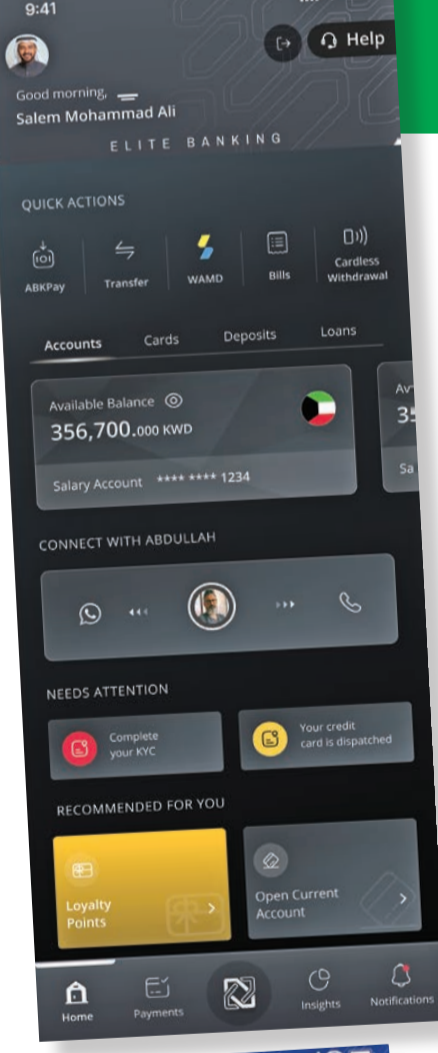 9:41
Help
Good morning,
Salem Mohammad Ali
ELITE BANKING
QUICK ACTIONS
ABKPay
Transfer
WAMD
Bills
Cardless
Withdrawal
Accounts
Cards
Deposits
Loans
Available Balance
356,700.000 KWD
Salary Account **** **** 1234
CONNECT WITH ABDULLAH
NEEDS ATTENTION
Complete
your KYC
Your credit
card is dispatched
RECOMMENDED FOR YOU
Loyalty
Points
Open Current
Account
Home
Payments
Insights
Notifications